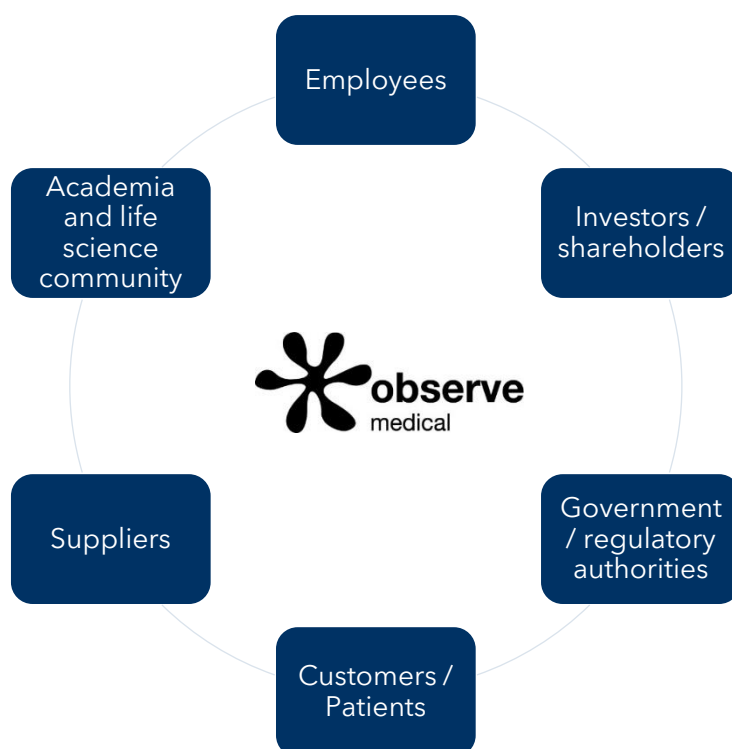 Employees
Investors /
shareholders
Government
/ regulatory
authorities
Customers /
Patients
Suppliers
Academia
and life
science
community
observe
medical